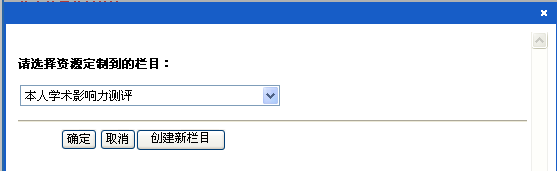 请选择资源定制到的栏目：
本人学术影响力测评
确定 取消 创建新栏目